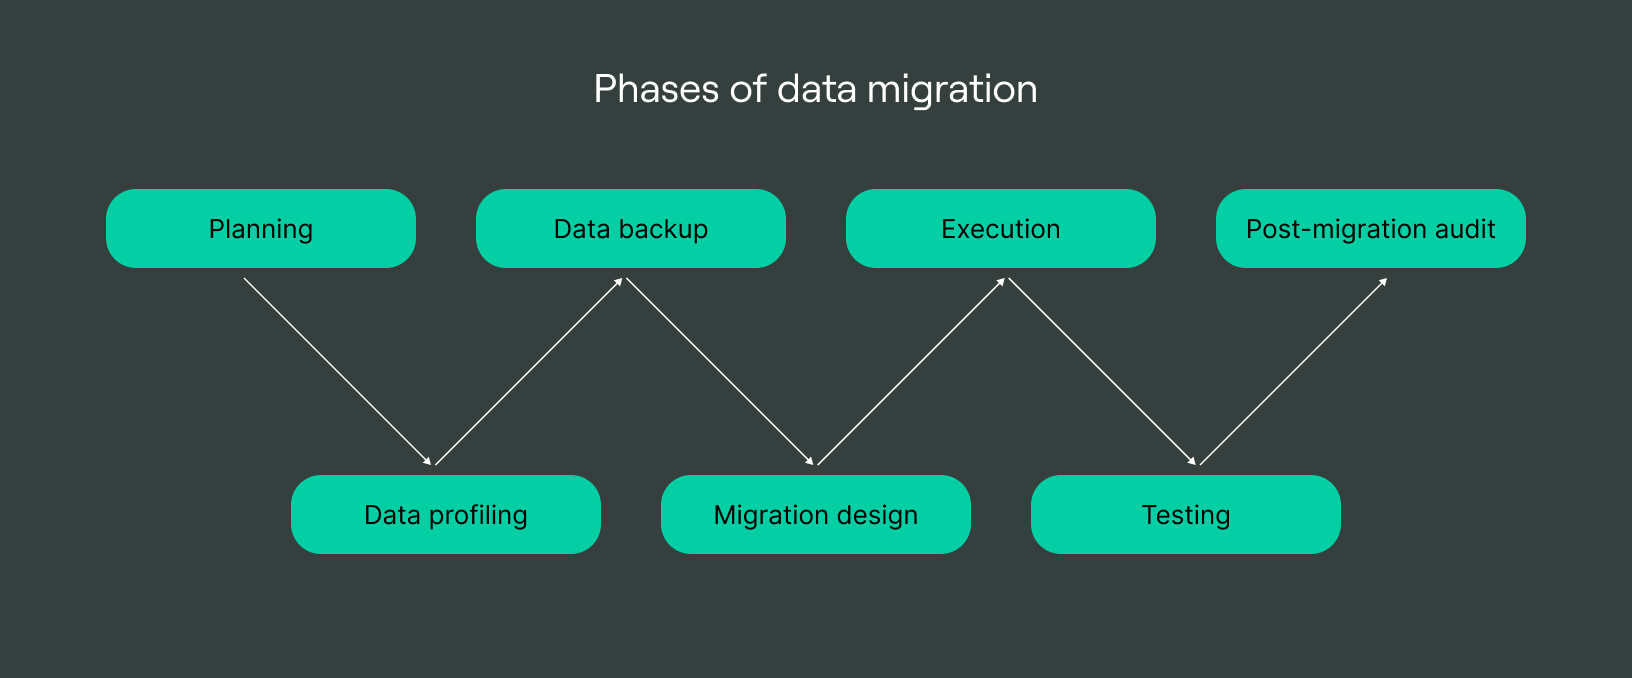 Phases of data migration
Planning
Data backup
Execution
Post-migration audit
Data profiling
Migration design
Testing